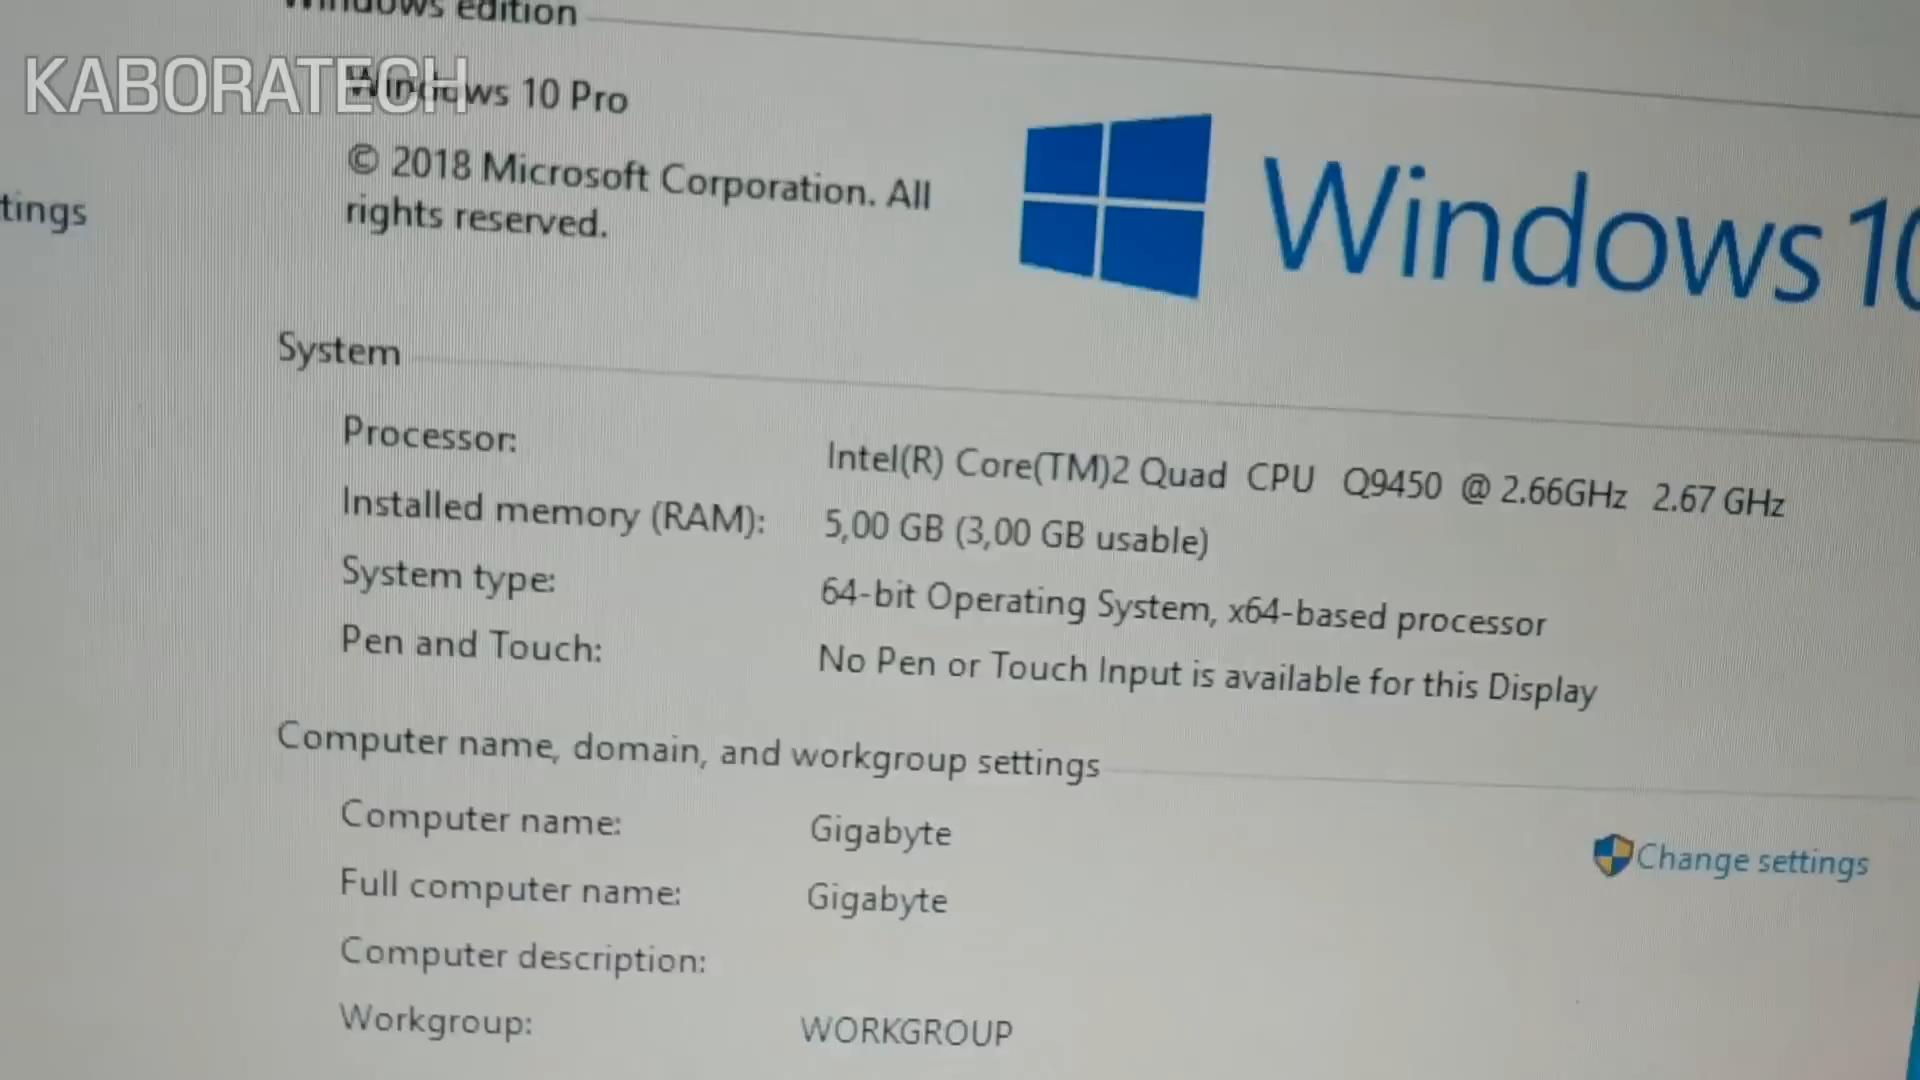 Windows edition
KABORATECH
Windows 10 Pro
© 2018 Microsoft Corporation. All
rights reserved.
Windows 10
tings
System
Processor: Intel(R) Core(TM)2 Quad CPU Q9450 @ 2.66GHz 2.67 GHz
Installed memory (RAM): 5,00 GB (3,00 GB usable)
System type: 64-bit Operating System, x64-based processor
Pen and Touch: No Pen or Touch Input is available for this Display
Computer name, domain, and workgroup settings
Computer name: Gigabyte
Change settings
Full computer name: Gigabyte
Computer description:
Workgroup: WORKGROUP